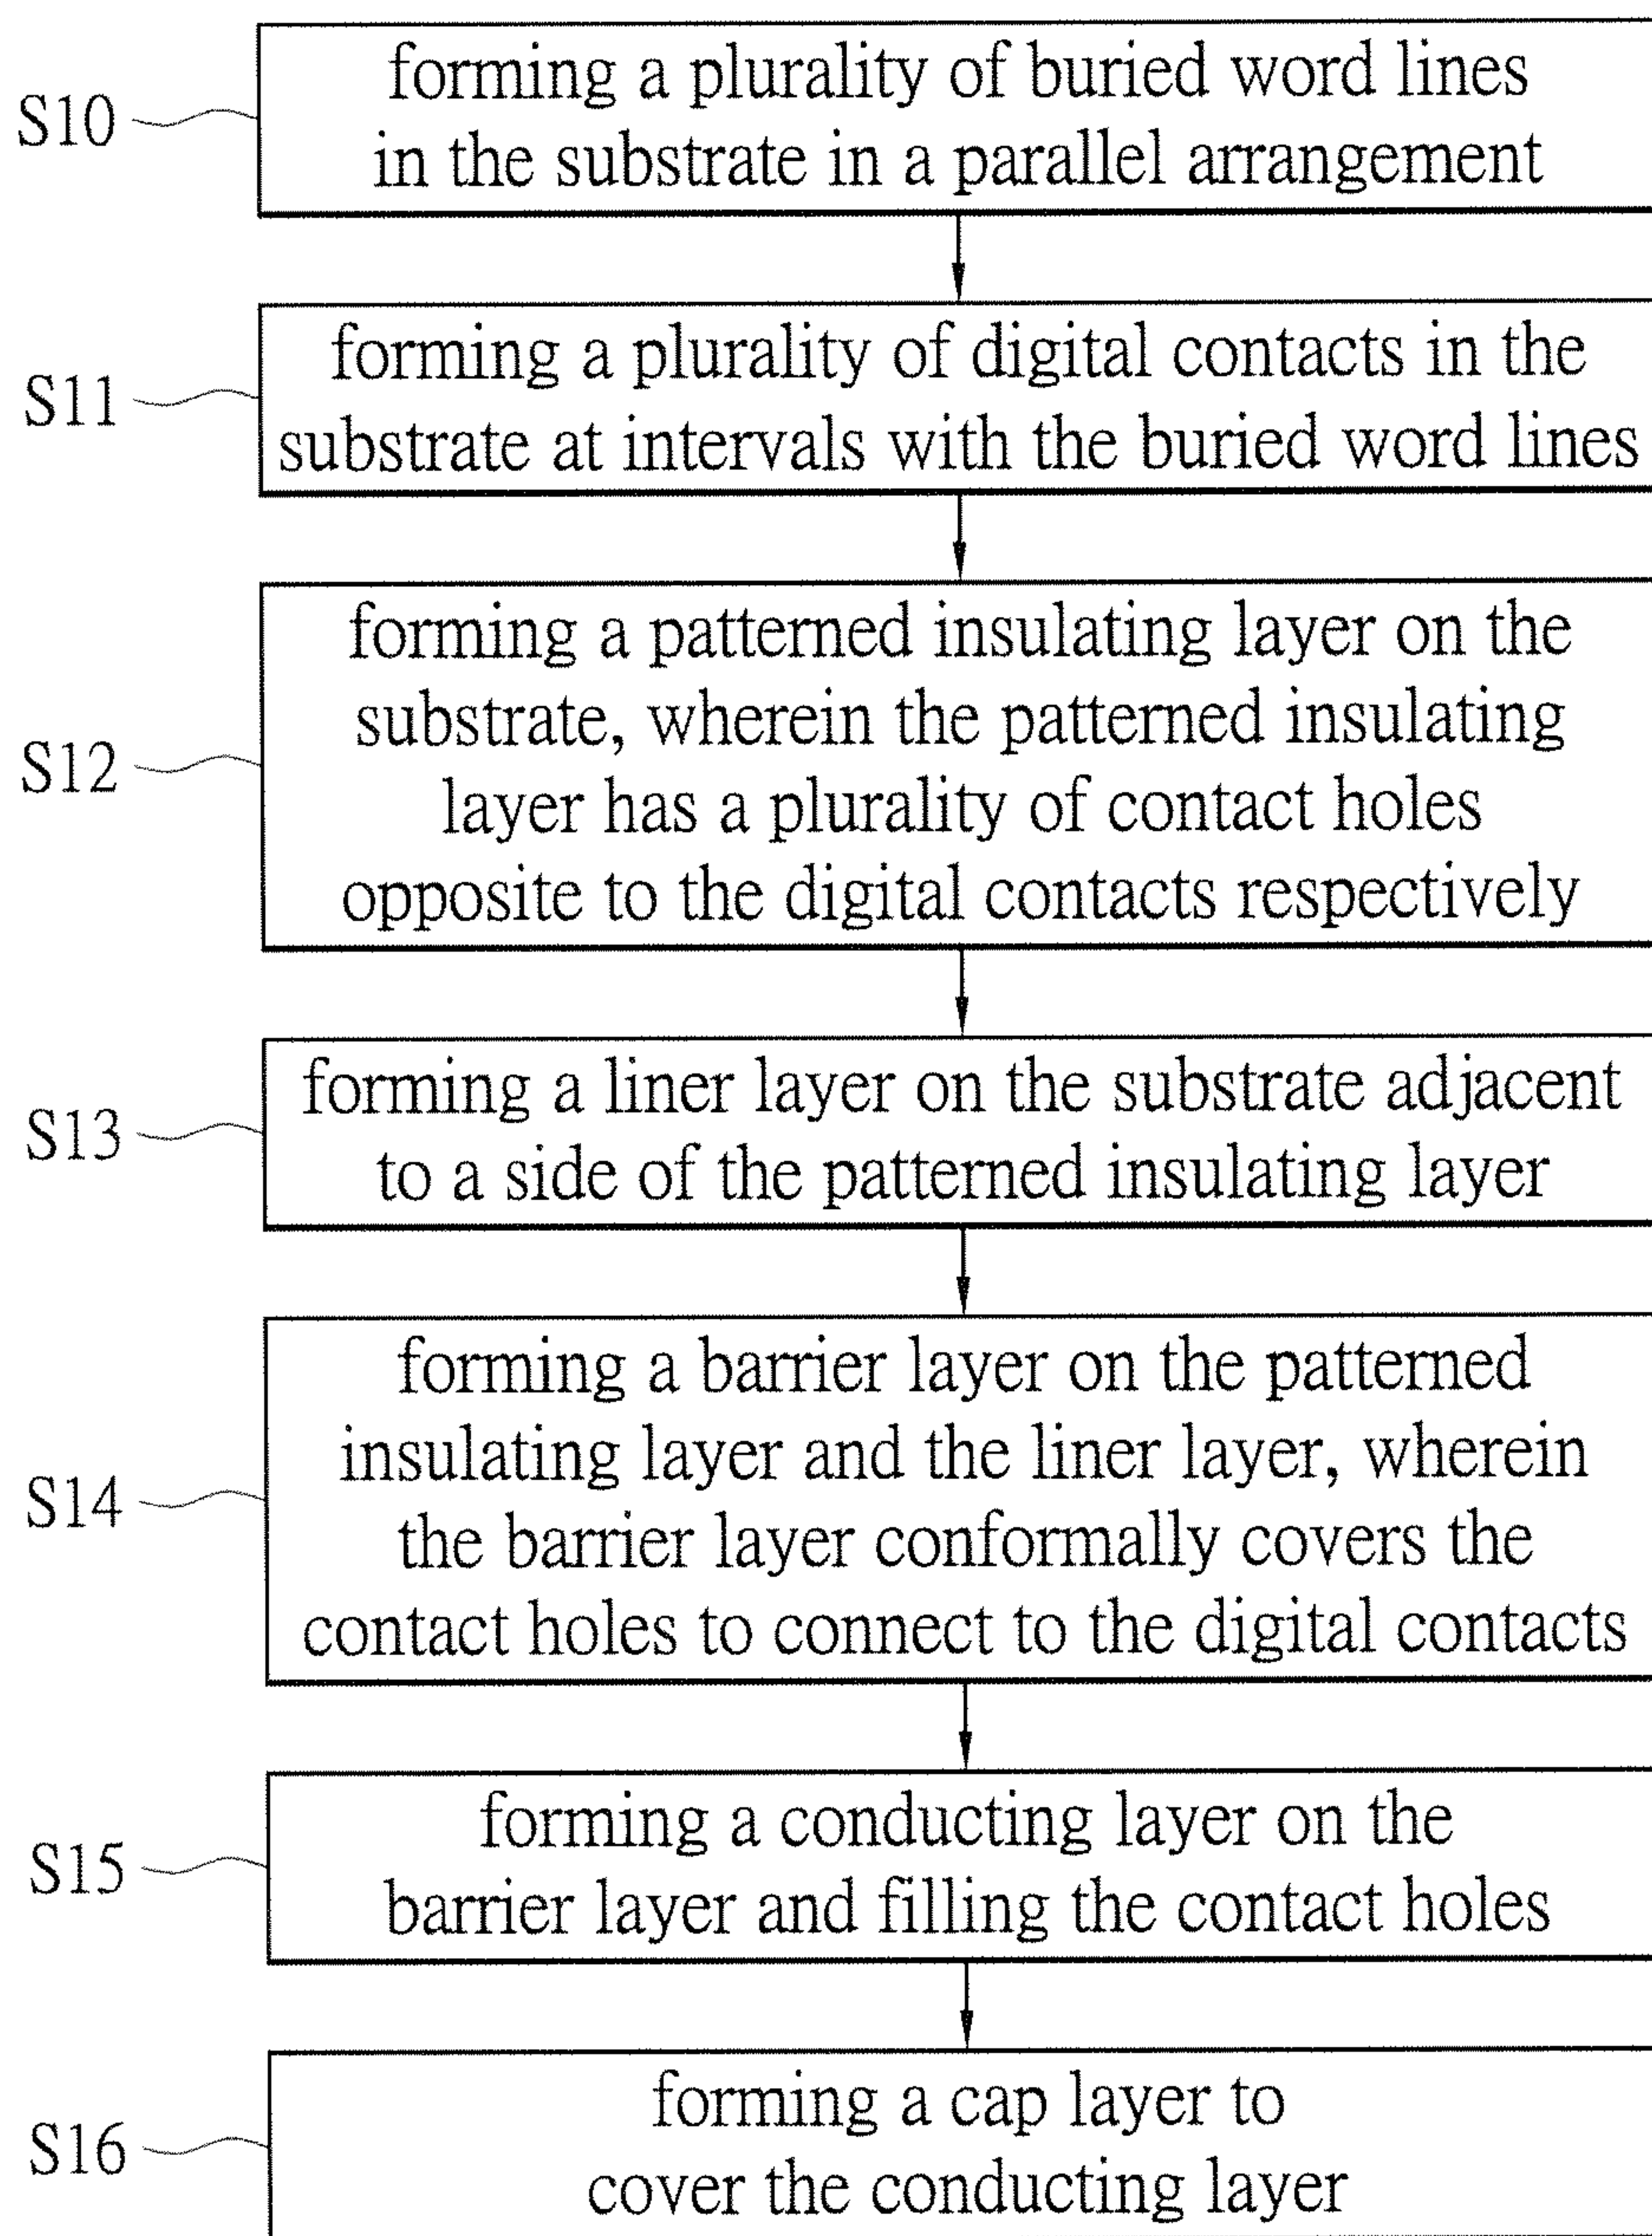 S10
forming a plurality of buried word lines
in the substrate in a parallel arrangement
S11
forming a plurality of digital contacts in the
substrate at intervals with the buried word lines
S12
forming a patterned insulating layer on the
substrate, wherein the patterned insulating
layer has a plurality of contact holes
opposite to the digital contacts respectively
S13
forming a liner layer on the substrate adjacent
to a side of the patterned insulating layer
S14
forming a barrier layer on the patterned
insulating layer and the liner layer, wherein
the barrier layer conformally covers the
contact holes to connect to the digital contacts
S15
forming a conducting layer on the
barrier layer and filling the contact holes
S16
forming a cap layer to
cover the conducting layer